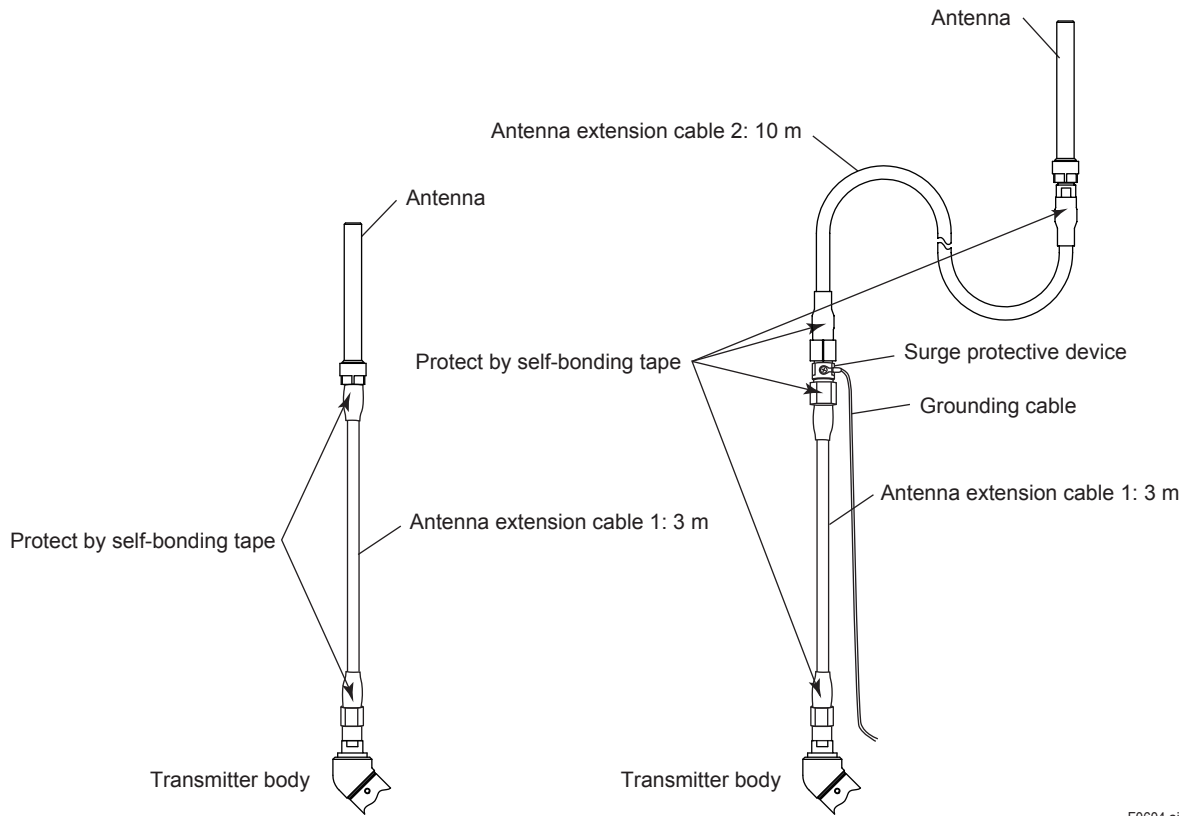 Antenna
Antenna extension cable 2: 10 m
Antenna
Protect by self-bonding tape
Surge protective device
Grounding cable
Antenna extension cable 1: 3 m
Antenna extension cable 1: 3 m
Protect by self-bonding tape
Transmitter body
Transmitter body